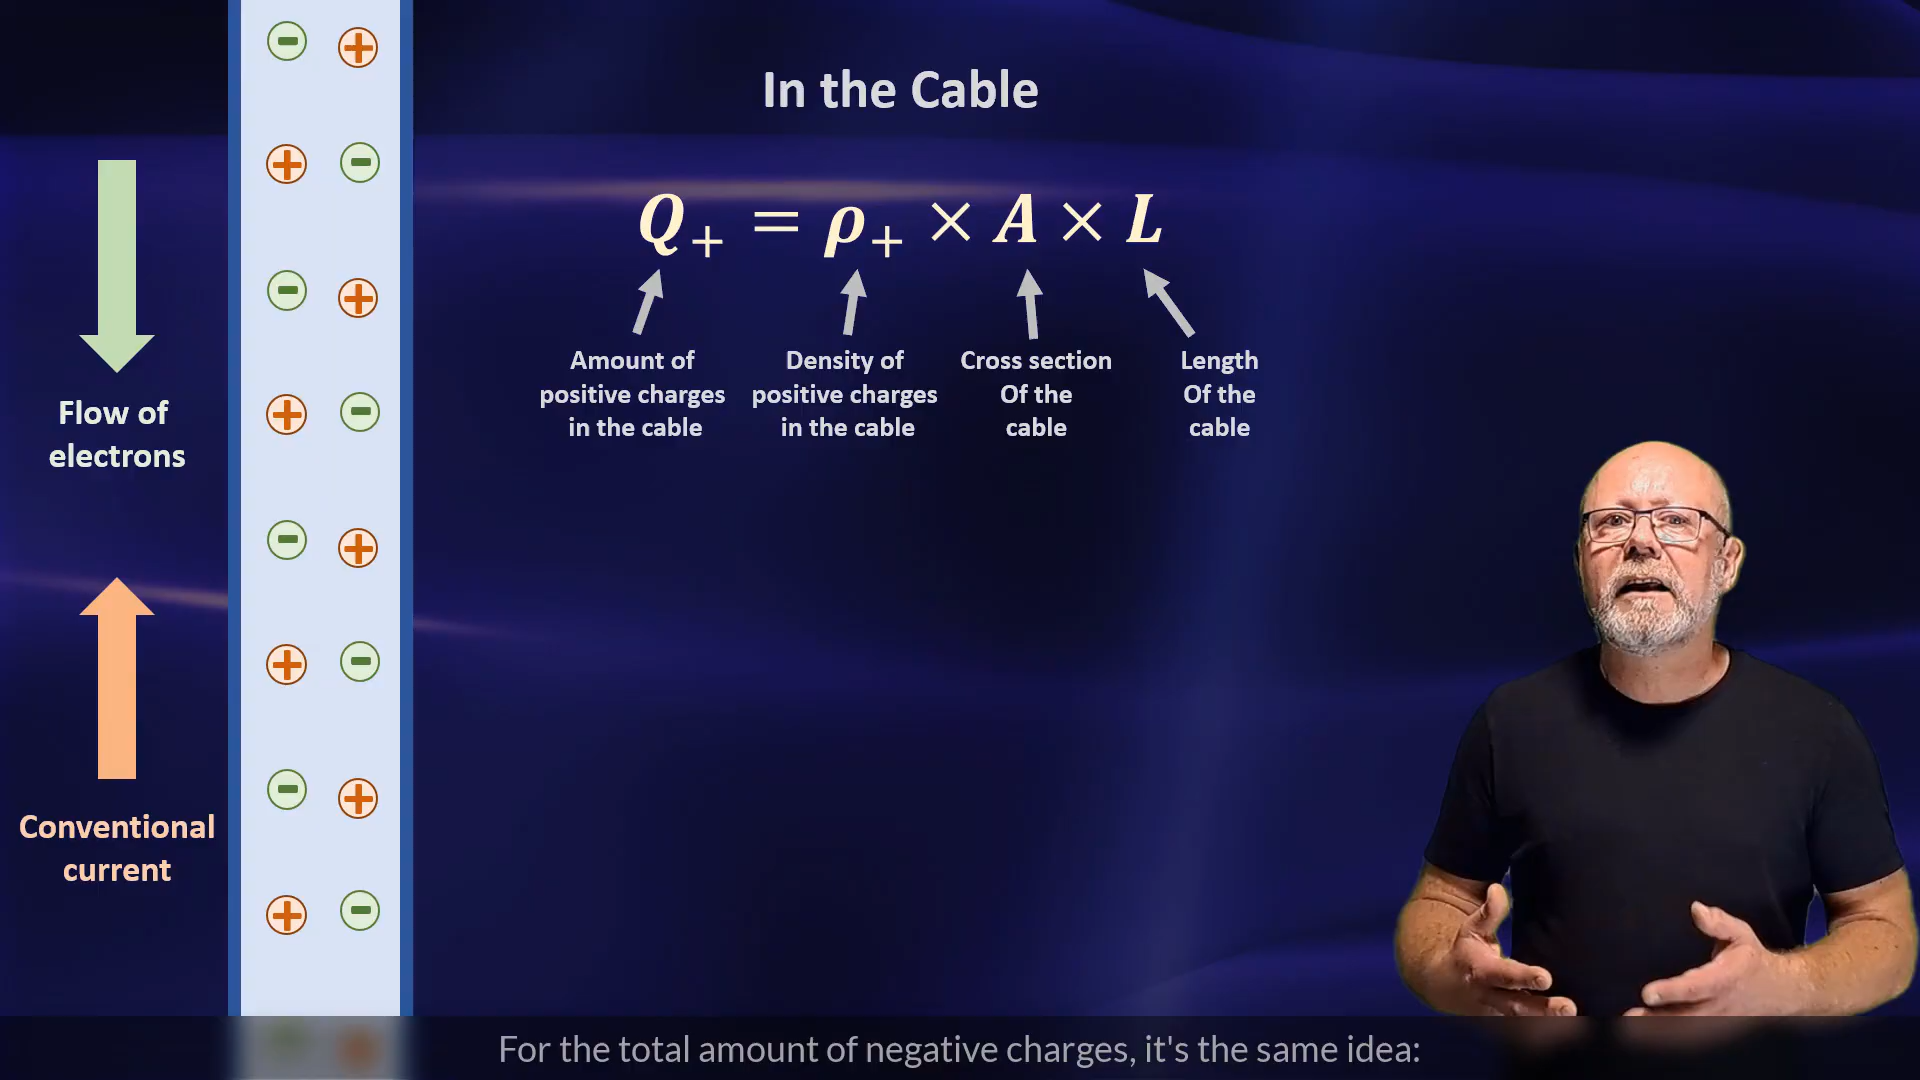 In the Cable
Q₊ = ρ₊ × A × L
Amount of
positive charges
in the cable
Density of
positive charges
in the cable
Cross section
Of the
cable
Length
Of the
cable
Flow of
electrons
Conventional
current
For the total amount of negative charges, it's the same idea: